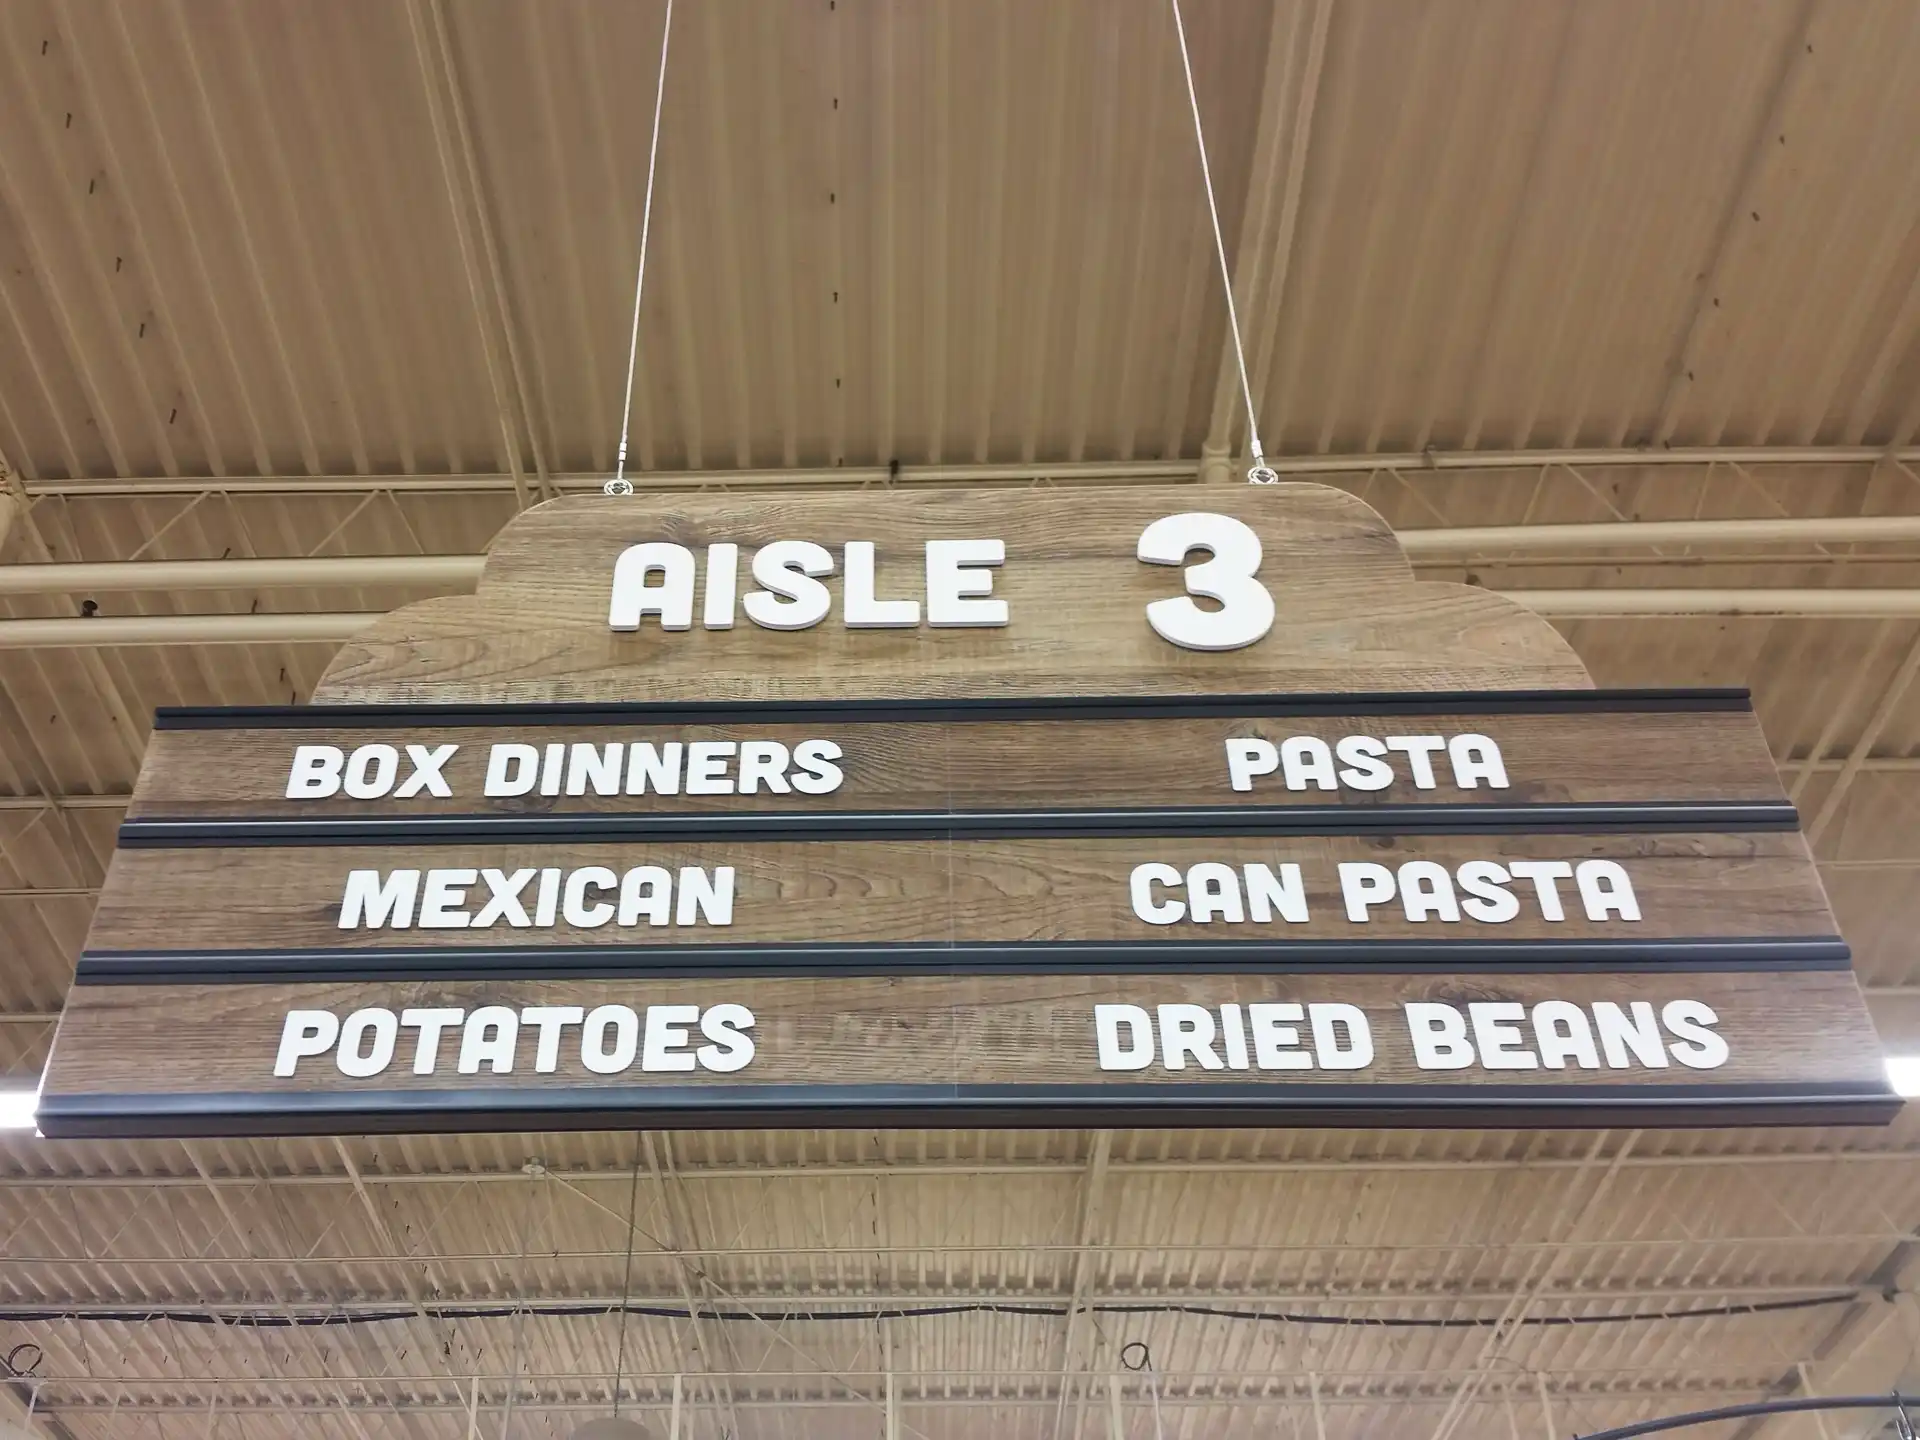 AISLE 3
BOX DINNERS PASTA
MEXICAN CAN PASTA
POTATOES DRIED BEANS